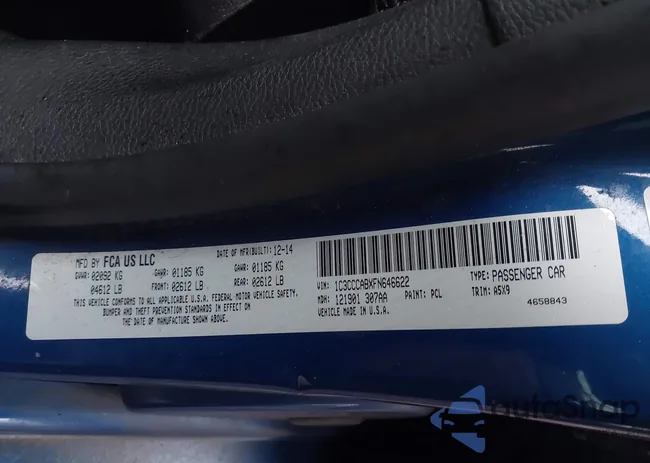 MFD BY FCA US LLC
DATE OF MFR(BUILT): 12-14
GVWR: 02092 KG GAWR: 01185 KG GAWR: 01185 KG
04612 LB FRONT: 02612 LB REAR: 02612 LB
THIS VEHICLE CONFORMS TO ALL APPLICABLE U.S.A. FEDERAL MOTOR VEHICLE SAFETY,
BUMPER AND THEFT PREVENTION STANDARDS IN EFFECT ON
THE DATE OF MANUFACTURE SHOWN ABOVE.
VIN: 1C3CCCABXFN646622 TYPE: PASSENGER CAR
MDH: 121901 307AA PAINT: PCL TRIM: A5X9
VEHICLE MADE IN U.S.A. 4658843
autoSnap